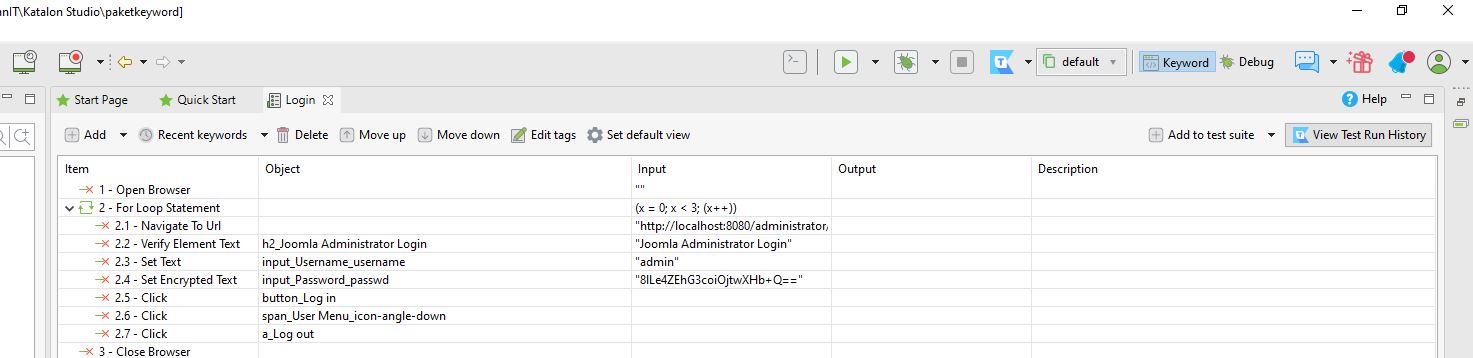 nIT\Katalon Studio\paketkeyword]
default Keyword Debug
Start Page Quick Start Login Help
Add Recent keywords Delete Move up Move down Edit tags Set default view Add to test suite View Test Run History
Item Object Input Output Description
1 - Open Browser ""
2 - For Loop Statement (x = 0; x < 3; (x++))
2.1 - Navigate To Url "http://localhost:8080/administrator/
2.2 - Verify Element Text h2_Joomla Administrator Login "Joomla Administrator Login"
2.3 - Set Text input_Username_username "admin"
2.4 - Set Encrypted Text input_Password_passwd "8lLe4ZEhG3coiOjtwXHb+Q=="
2.5 - Click button_Log in
2.6 - Click span_User Menu_icon-angle-down
2.7 - Click a_Log out
3 - Close Browser